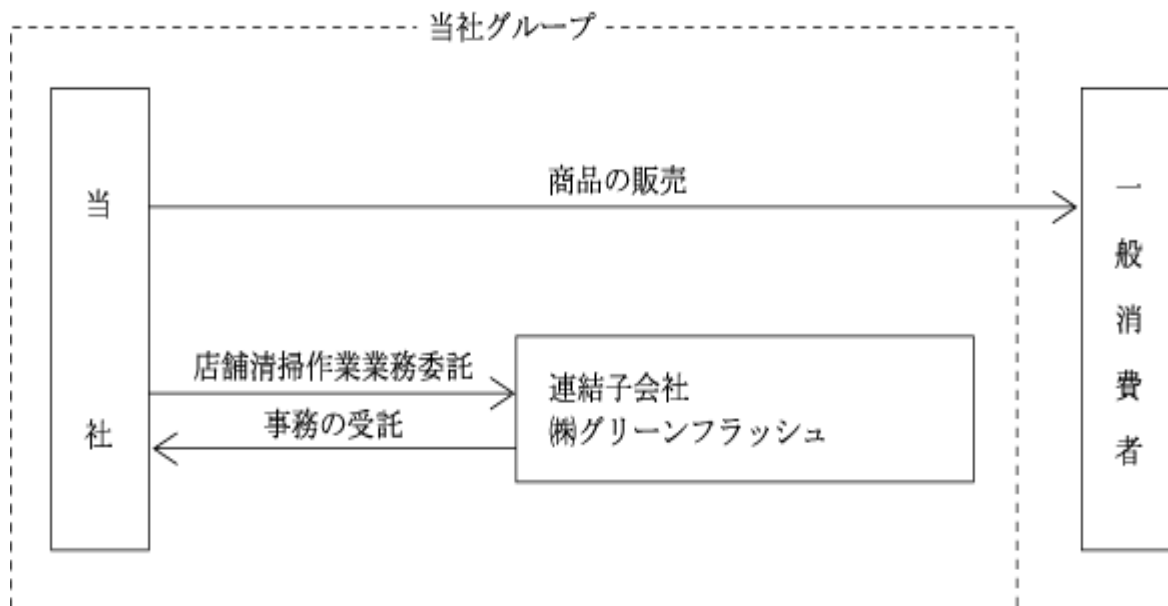 当社グループ
商品の販売
当社
一般消費者
店舗清掃作業業務委託
事務の受託
連結子会社
㈱グリーンフラッシュ